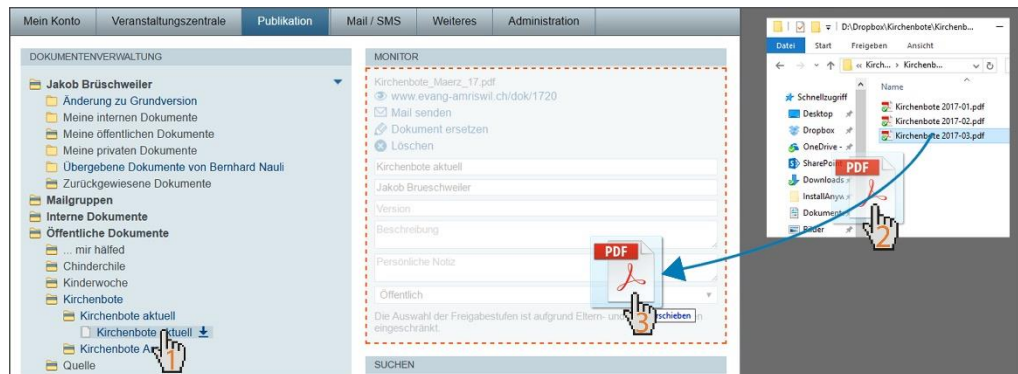 Mein Konto Veranstaltungszentrale Publikation Mail / SMS Weiteres Administration
DOKUMENTENVERWALTUNG
Jakob Brüschweiler
Änderung zu Grundversion
Meine internen Dokumente
Meine öffentlichen Dokumente
Meine privaten Dokumente
Übergebene Dokumente von Bernhard Nauli
Zurückgewiesene Dokumente
Mailgruppen
Interne Dokumente
Öffentliche Dokumente
... mir hälfed
Chinderchile
Kinderwoche
Kirchenbote
Kirchenbote aktuell
Kirchenbote aktuell
Kirchenbote
1
Quelle
MONITOR
Kirchenbote_Maerz_17.pdf
www.evang-amriswil.ch/dok/1720
Mail senden
Dokument ersetzen
Löschen
Kirchenbote aktuell
Jakob Brueschweiler
Version
Beschreibung
Persönliche Notiz
Öffentlich
Die Auswahl der Freigabestufen ist aufgrund Eltern- und
eingeschränkt.
PDF
3
SUCHEN
D:\Dropbox\Kirchenbote\Kirchenb...
Datei Start Freigeben Ansicht
« Kirch... › Kirchenb...
Name
Schnellzugriff
Desktop
Dropbox
OneDrive -
SharePoint
Downloads
InstallAnyw
Dokument
Bilder
Kirchenbote 2017-01.pdf
Kirchenbote 2017-02.pdf
Kirchenbote 2017-03.pdf
PDF
2